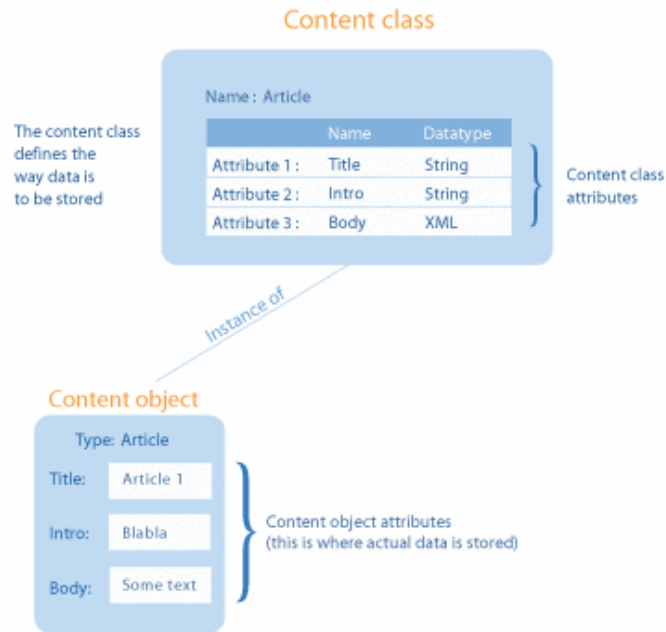 Content class
Name : Article
The content class
defines the
way data is
to be stored
Name Datatype
Attribute 1 : Title String
Attribute 2 : Intro String
Attribute 3 : Body XML
Content class
attributes
Instance of
Content object
Type: Article
Title: Article 1
Intro: Blabla
Body: Some text
Content object attributes
(this is where actual data is stored)